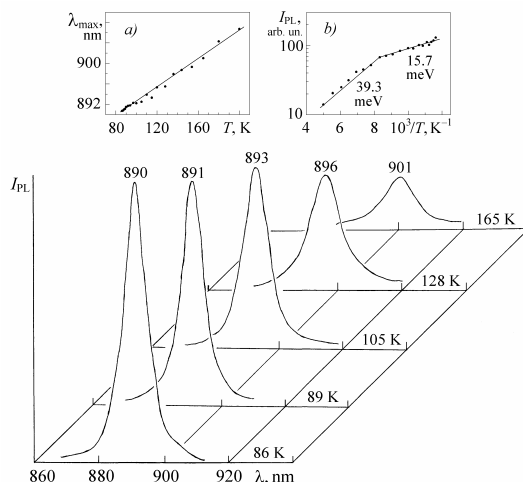 λmax,
nm
a)
900
892
80
120
160
T, K
IPL,
arb. un.
b)
100
10
39.3
meV
15.7
meV
4
6
8
10³/T, K⁻¹
IPL
890
891
893
896
901
165 K
128 K
105 K
89 K
86 K
860
880
900
920
λ, nm